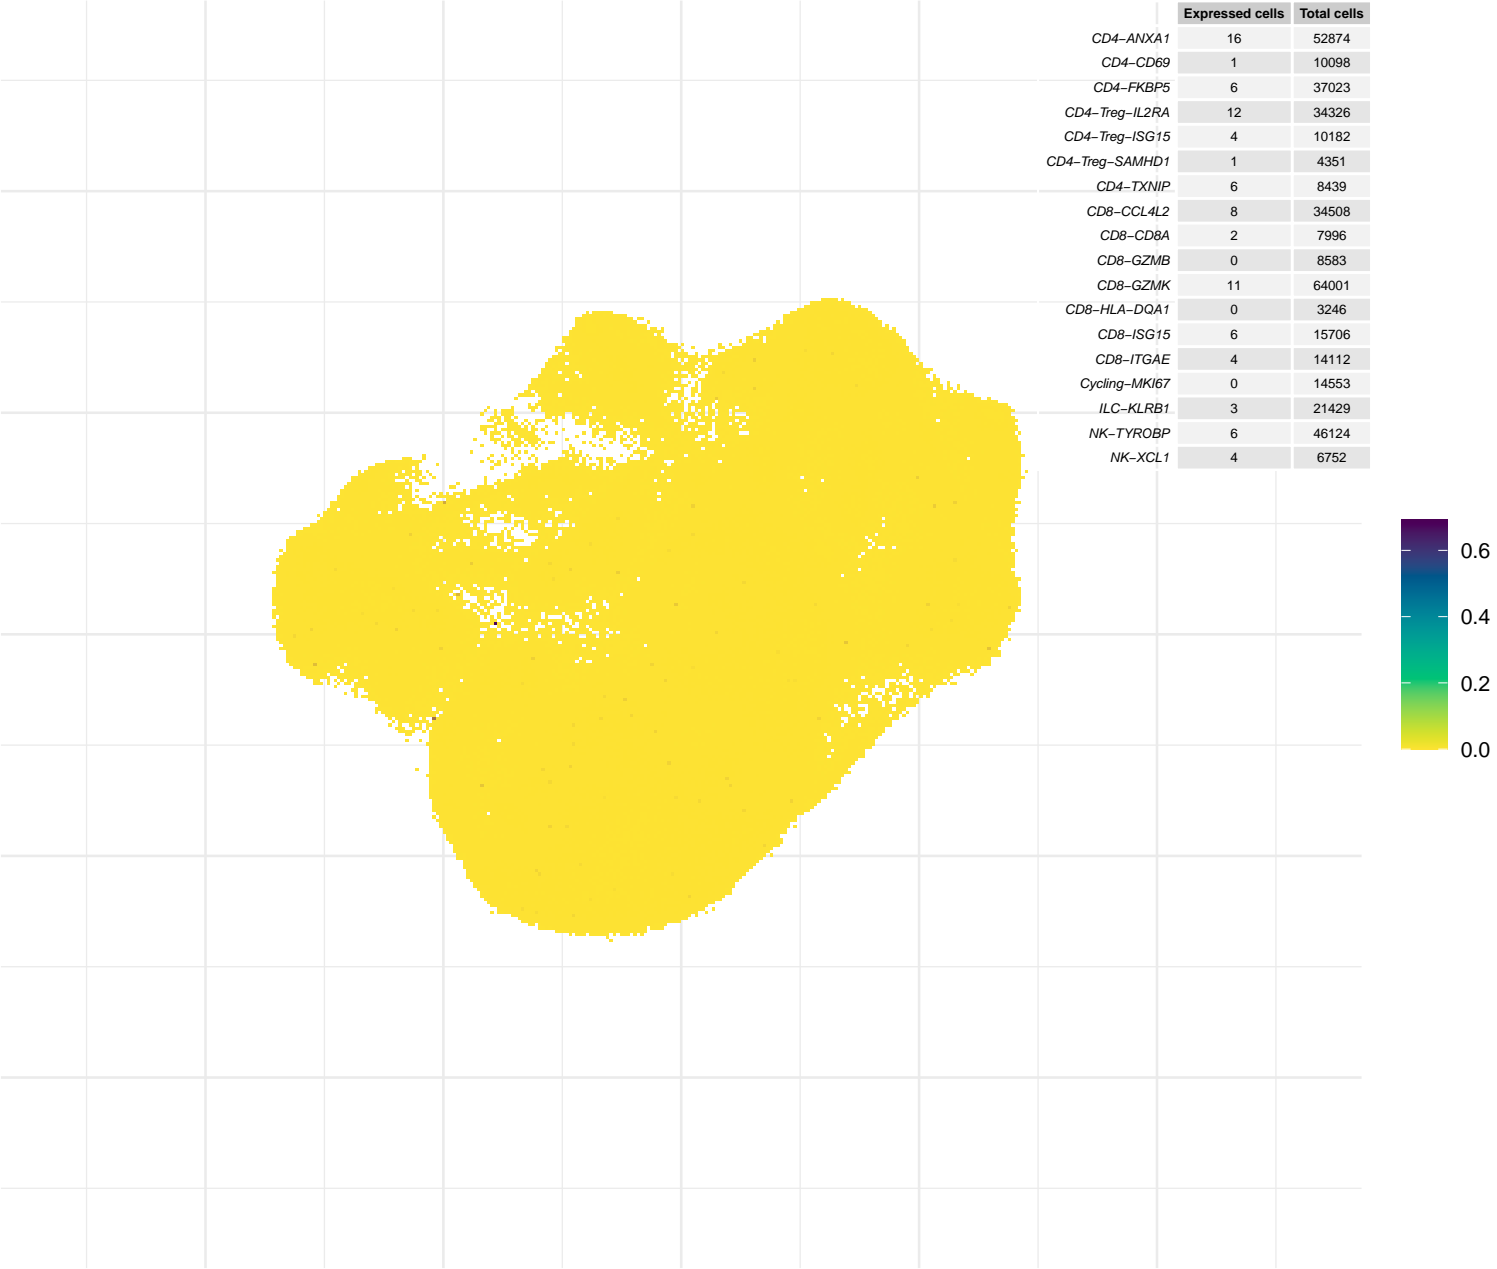 Expressed cells Total cells
CD4−ANXA1 16 52874
CD4−CD69 1 10098
CD4−FKBP5 6 37023
CD4−Treg−IL2RA 12 34326
CD4−Treg−ISG15 4 10182
CD4−Treg−SAMHD1 1 4351
CD4−TXNIP 6 8439
CD8−CCL4L2 8 34508
CD8−CD8A 2 7996
CD8−GZMB 0 8583
CD8−GZMK 11 64001
CD8−HLA−DQA1 0 3246
CD8−ISG15 6 15706
CD8−ITGAE 4 14112
Cycling−MKI67 0 14553
ILC−KLRB1 3 21429
NK−TYROBP 6 46124
NK−XCL1 4 6752
0.6
0.4
0.2
0.0